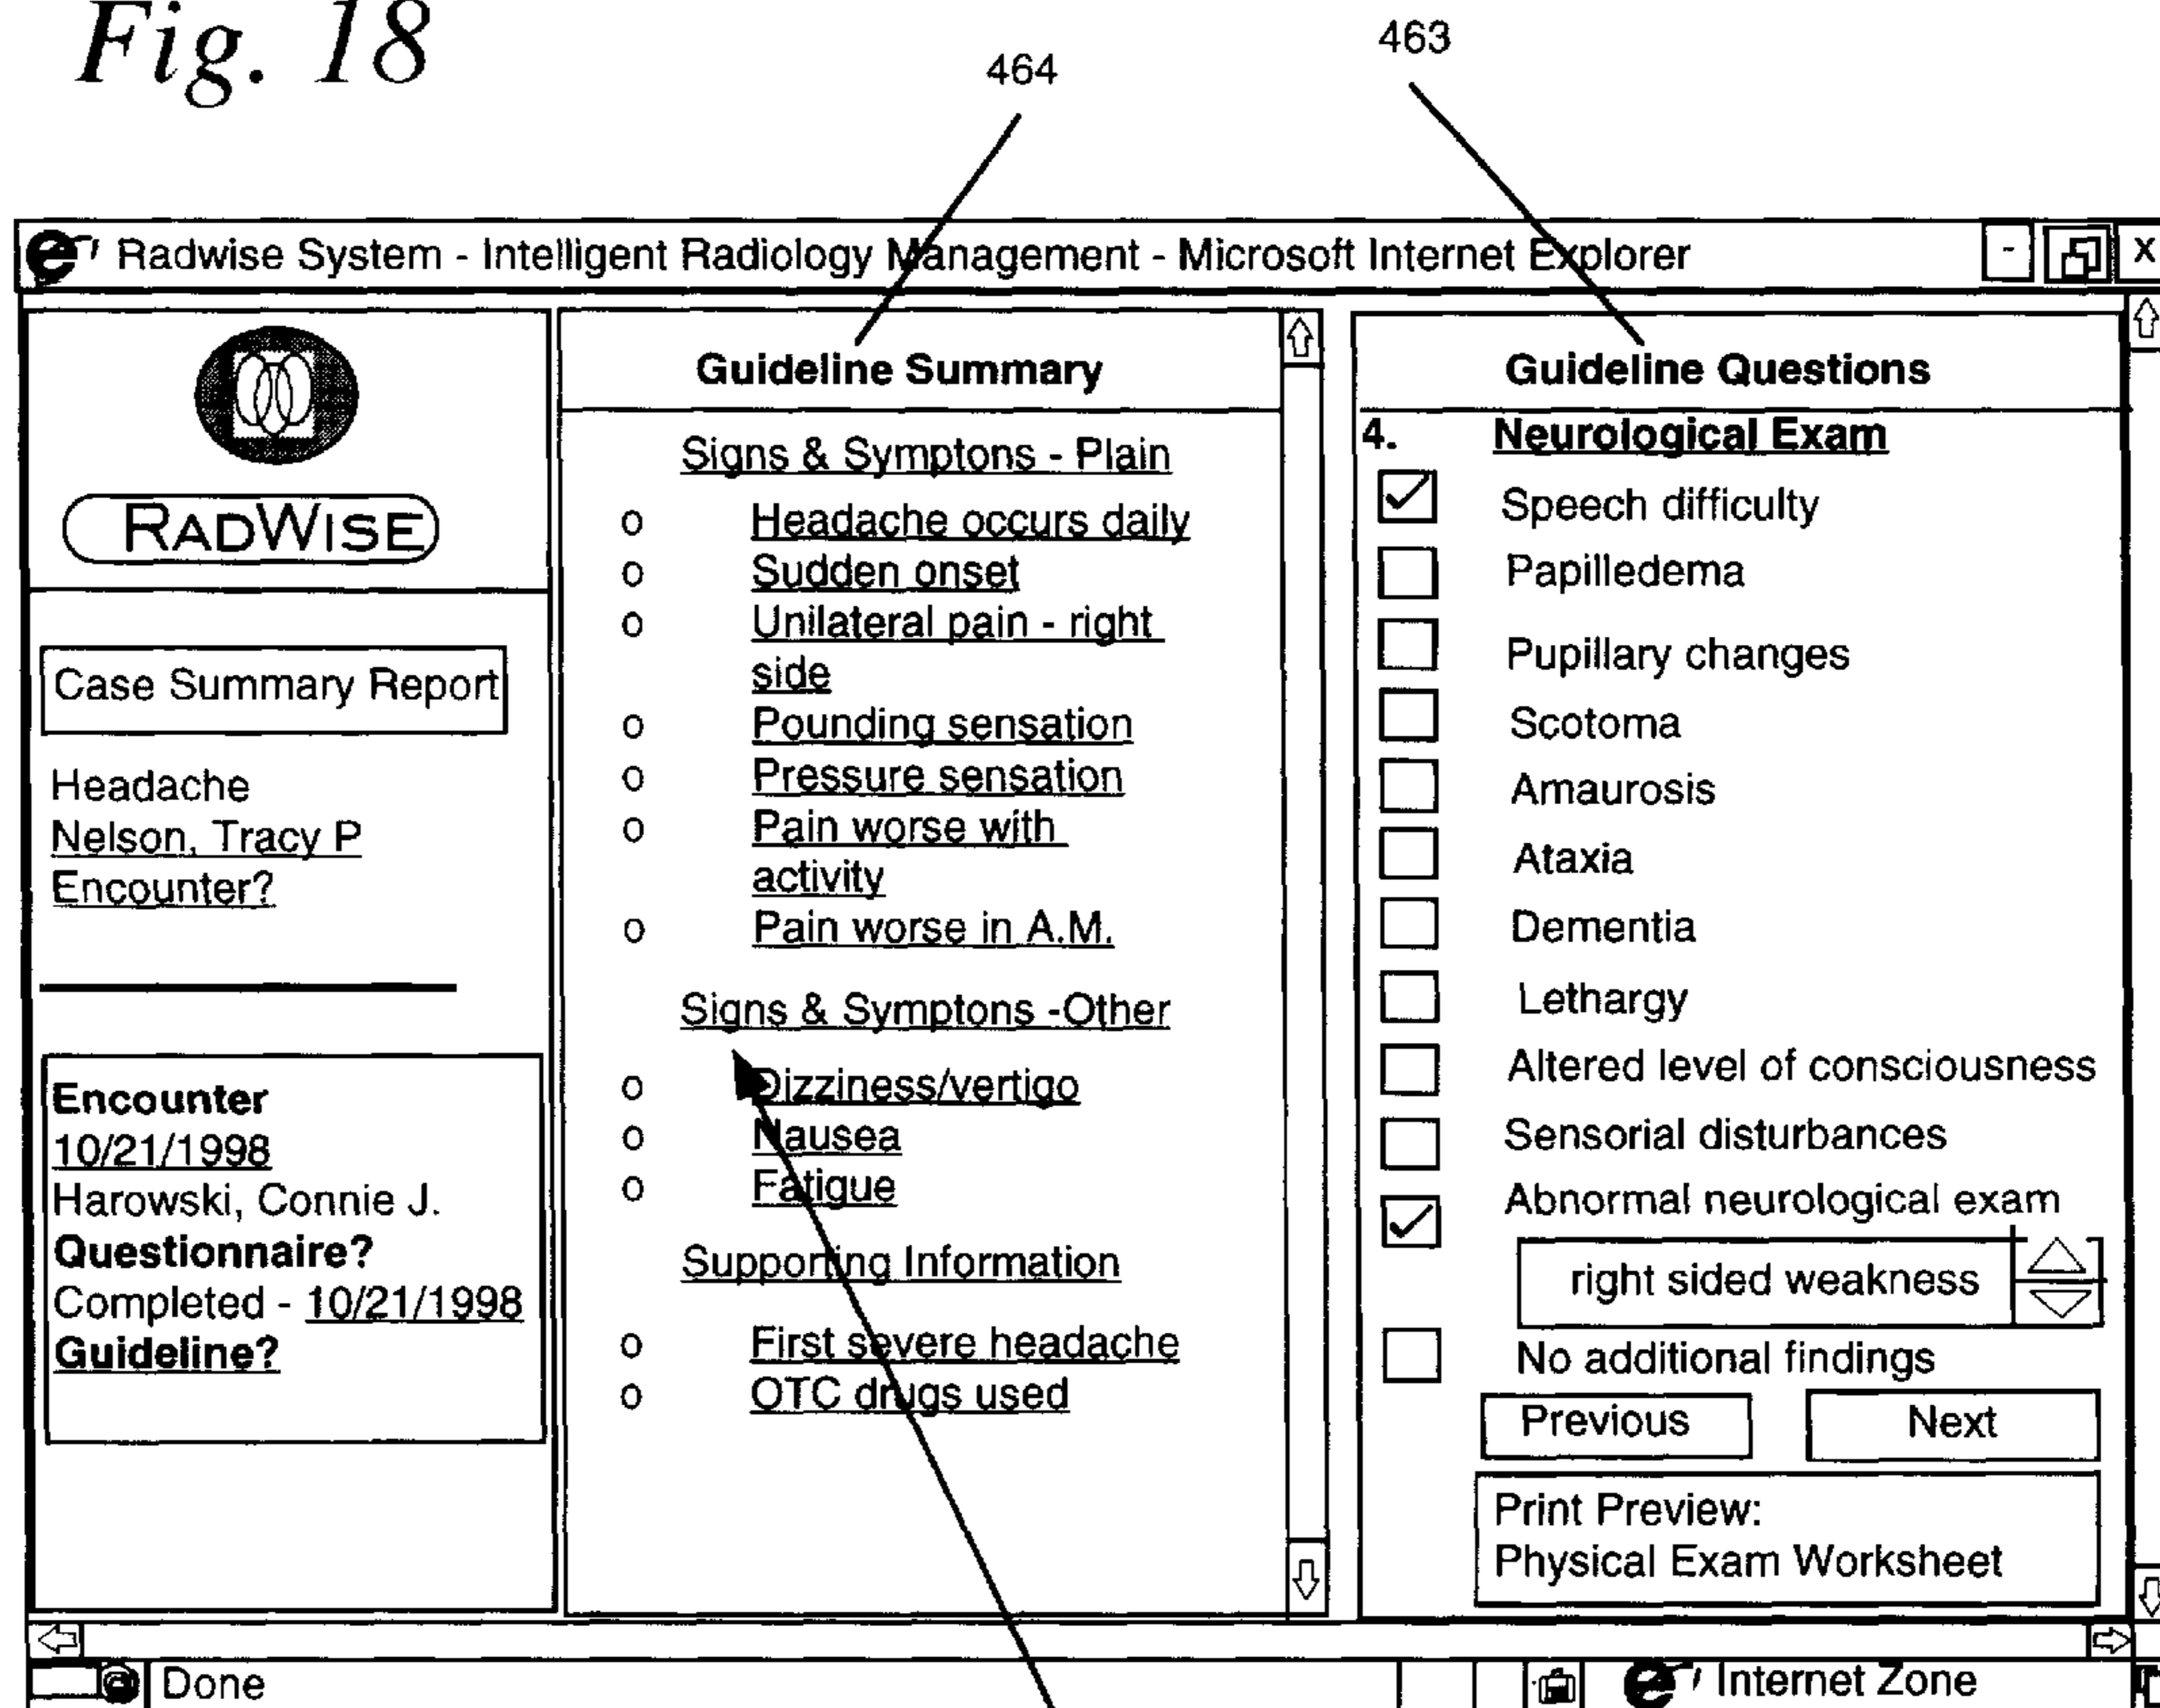 Fig. 18
464
463
Radwise System - Intelligent Radiology Management - Microsoft Internet Explorer
- X
RADWISE
Case Summary Report
Headache
Nelson, Tracy P
Encounter?
Encounter
10/21/1998
Harowski, Connie J.
Questionnaire?
Completed - 10/21/1998
Guideline?
Guideline Summary
Signs & Symptons - Plain
o Headache occurs daily
o Sudden onset
o Unilateral pain - right
side
o Pounding sensation
o Pressure sensation
o Pain worse with
activity
o Pain worse in A.M.
Signs & Symptons -Other
o Dizziness/vertigo
o Nausea
o Fatigue
Supporting Information
o First severe headache
o OTC drugs used
Guideline Questions
4. Neurological Exam
Speech difficulty
Papilledema
Pupillary changes
Scotoma
Amaurosis
Ataxia
Dementia
Lethargy
Altered level of consciousness
Sensorial disturbances
Abnormal neurological exam
right sided weakness
No additional findings
Previous Next
Print Preview:
Physical Exam Worksheet
Done
Internet Zone